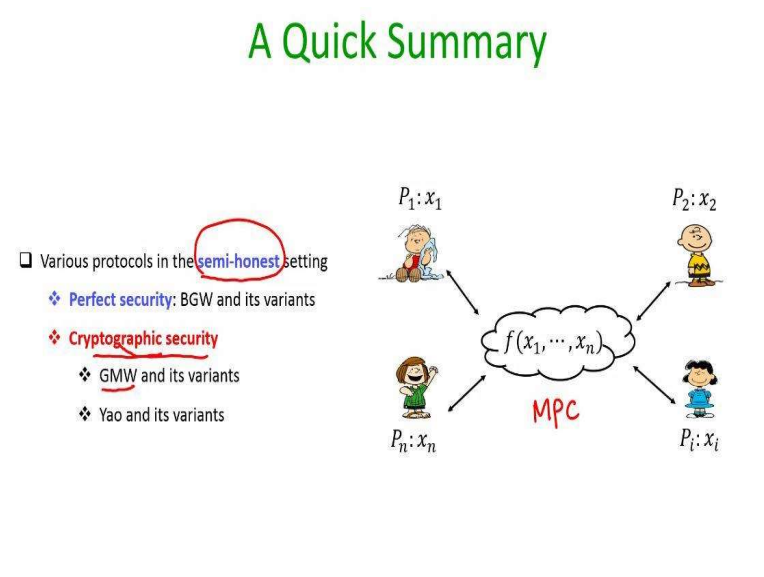 A Quick Summary
P₁: x₁
P₂: x₂
❑ Various protocols in the semi-honest setting
❖ Perfect security: BGW and its variants
❖ Cryptographic security
❖ GMW and its variants
❖ Yao and its variants
f(x₁, ⋯, xₙ)
MPC
Pₙ: xₙ
Pᵢ: xᵢ